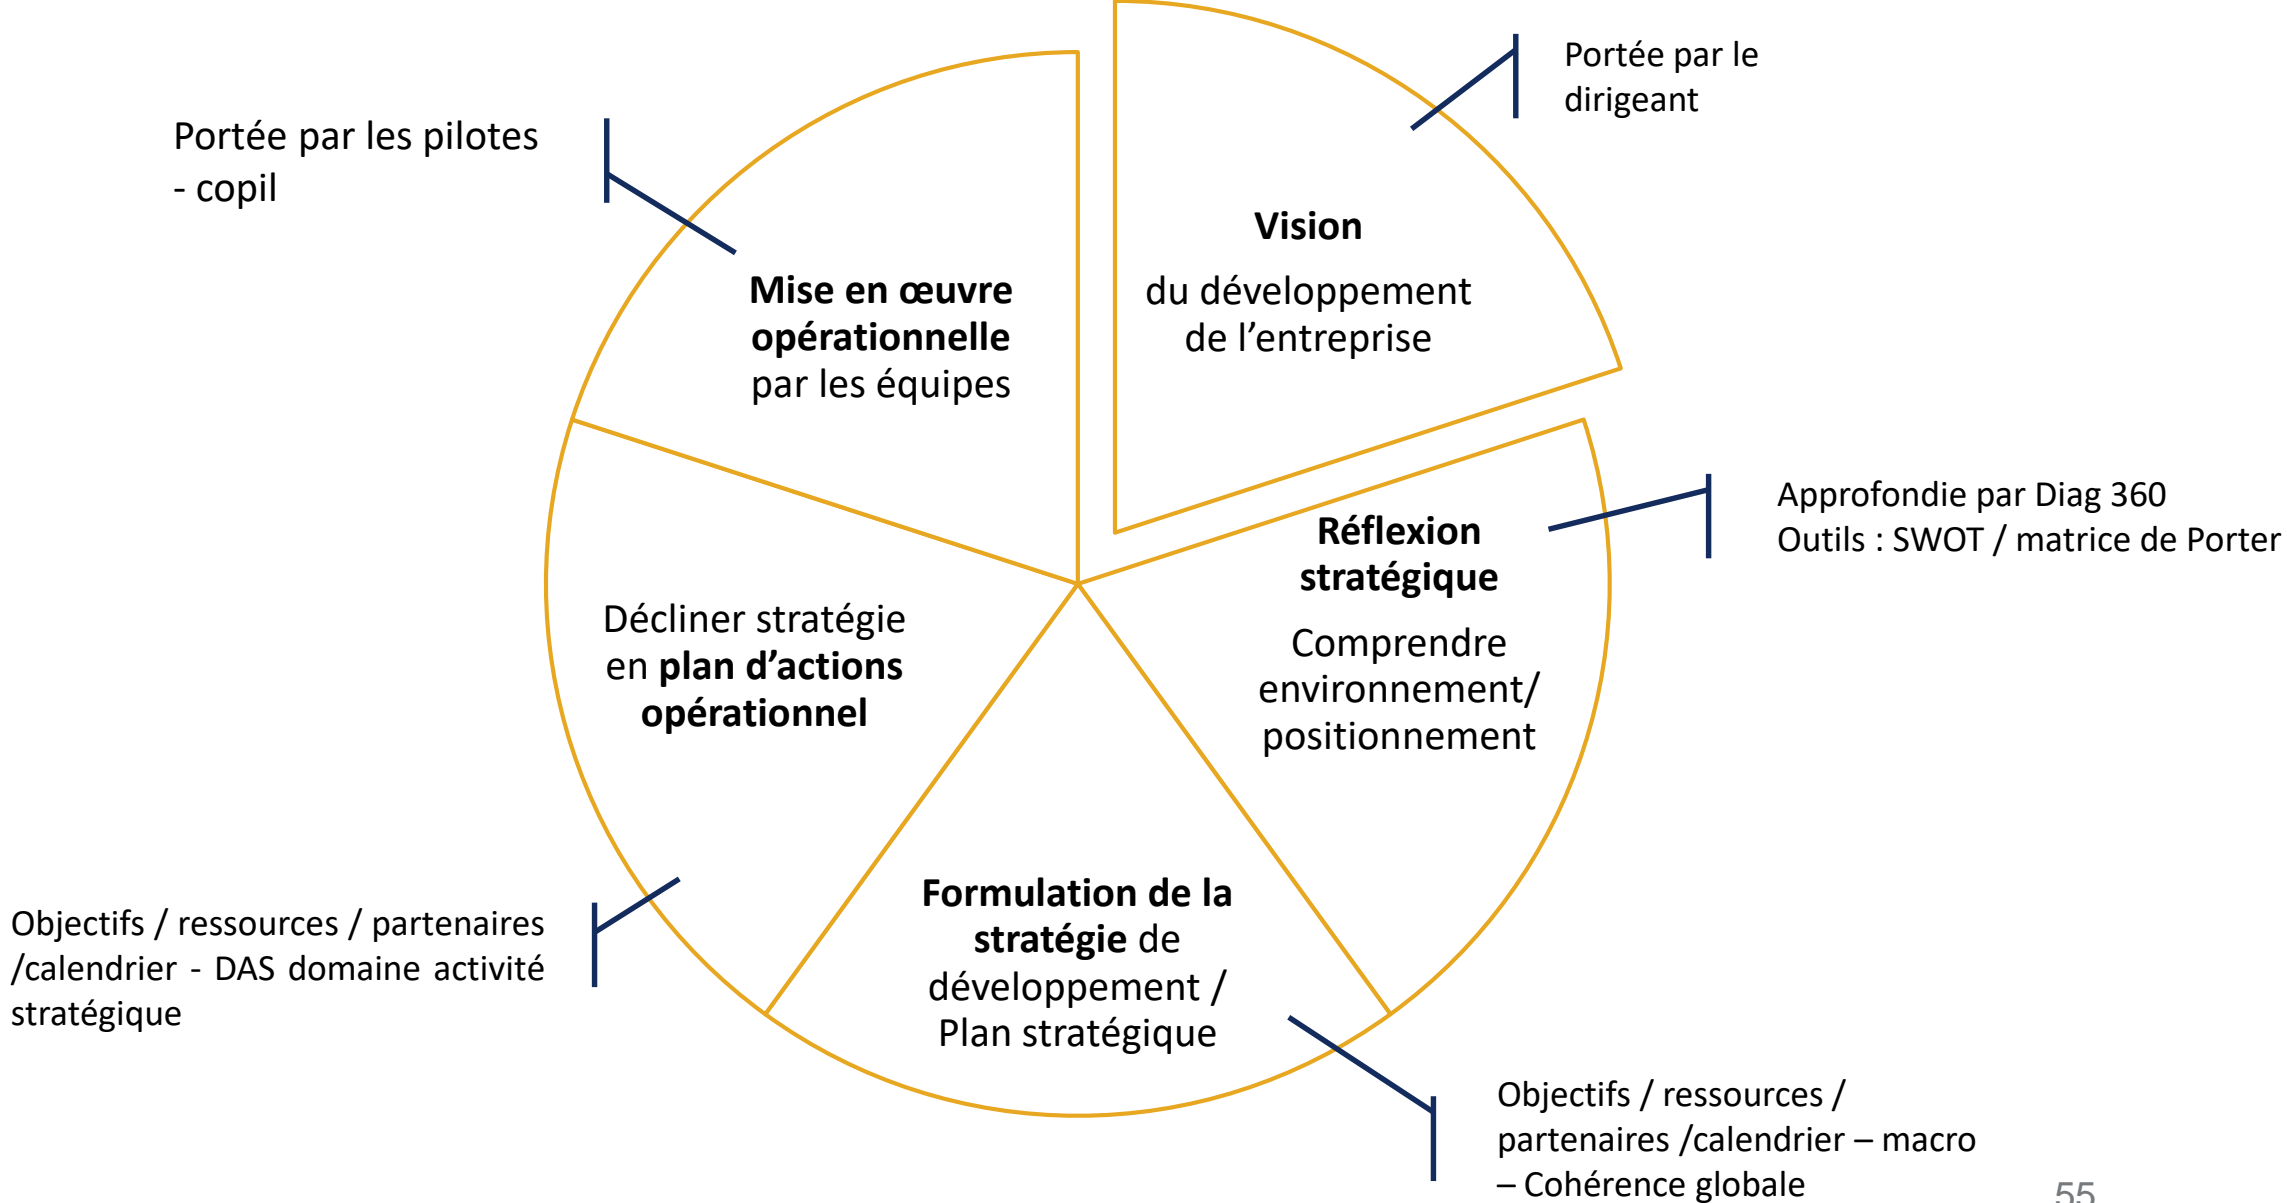 Portée par le
dirigeant
Portée par les pilotes
- copil
Vision
du développement
de l’entreprise
Mise en œuvre
opérationnelle
par les équipes
Approfondie par Diag 360
Outils : SWOT / matrice de Porter
Réflexion
stratégique
Comprendre
environnement/
positionnement
Décliner stratégie
en plan d’actions
opérationnel
Formulation de la
stratégie de
développement /
Plan stratégique
Objectifs / ressources / partenaires
/calendrier - DAS domaine activité
stratégique
Objectifs / ressources /
partenaires /calendrier – macro
– Cohérence globale
55